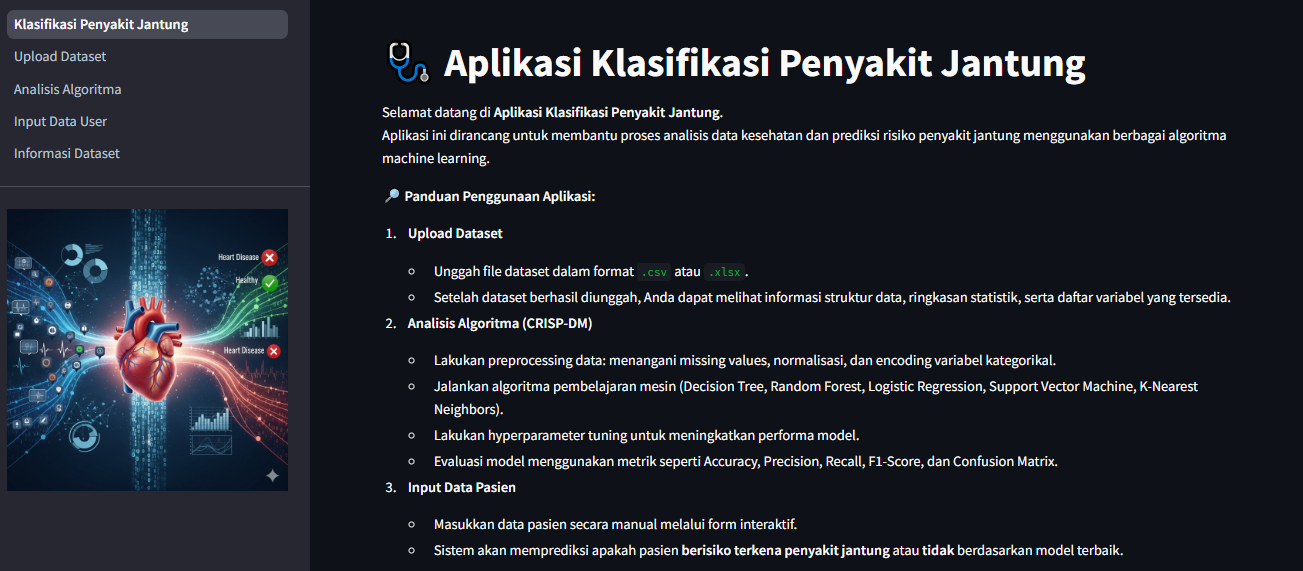 Klasifikasi Penyakit Jantung
Upload Dataset
Analisis Algoritma
Input Data User
Informasi Dataset
Heart Disease
Healthy
Heart Disease
Aplikasi Klasifikasi Penyakit Jantung
Selamat datang di Aplikasi Klasifikasi Penyakit Jantung.
Aplikasi ini dirancang untuk membantu proses analisis data kesehatan dan prediksi risiko penyakit jantung menggunakan berbagai algoritma
machine learning.
Panduan Penggunaan Aplikasi:
1. Upload Dataset
Unggah file dataset dalam format .csv atau .xlsx.
Setelah dataset berhasil diunggah, Anda dapat melihat informasi struktur data, ringkasan statistik, serta daftar variabel yang tersedia.
2. Analisis Algoritma (CRISP-DM)
Lakukan preprocessing data: menangani missing values, normalisasi, dan encoding variabel kategorikal.
Jalankan algoritma pembelajaran mesin (Decision Tree, Random Forest, Logistic Regression, Support Vector Machine, K-Nearest
Neighbors).
Lakukan hyperparameter tuning untuk meningkatkan performa model.
Evaluasi model menggunakan metrik seperti Accuracy, Precision, Recall, F1-Score, dan Confusion Matrix.
3. Input Data Pasien
Masukkan data pasien secara manual melalui form interaktif.
Sistem akan memprediksi apakah pasien berisiko terkena penyakit jantung atau tidak berdasarkan model terbaik.